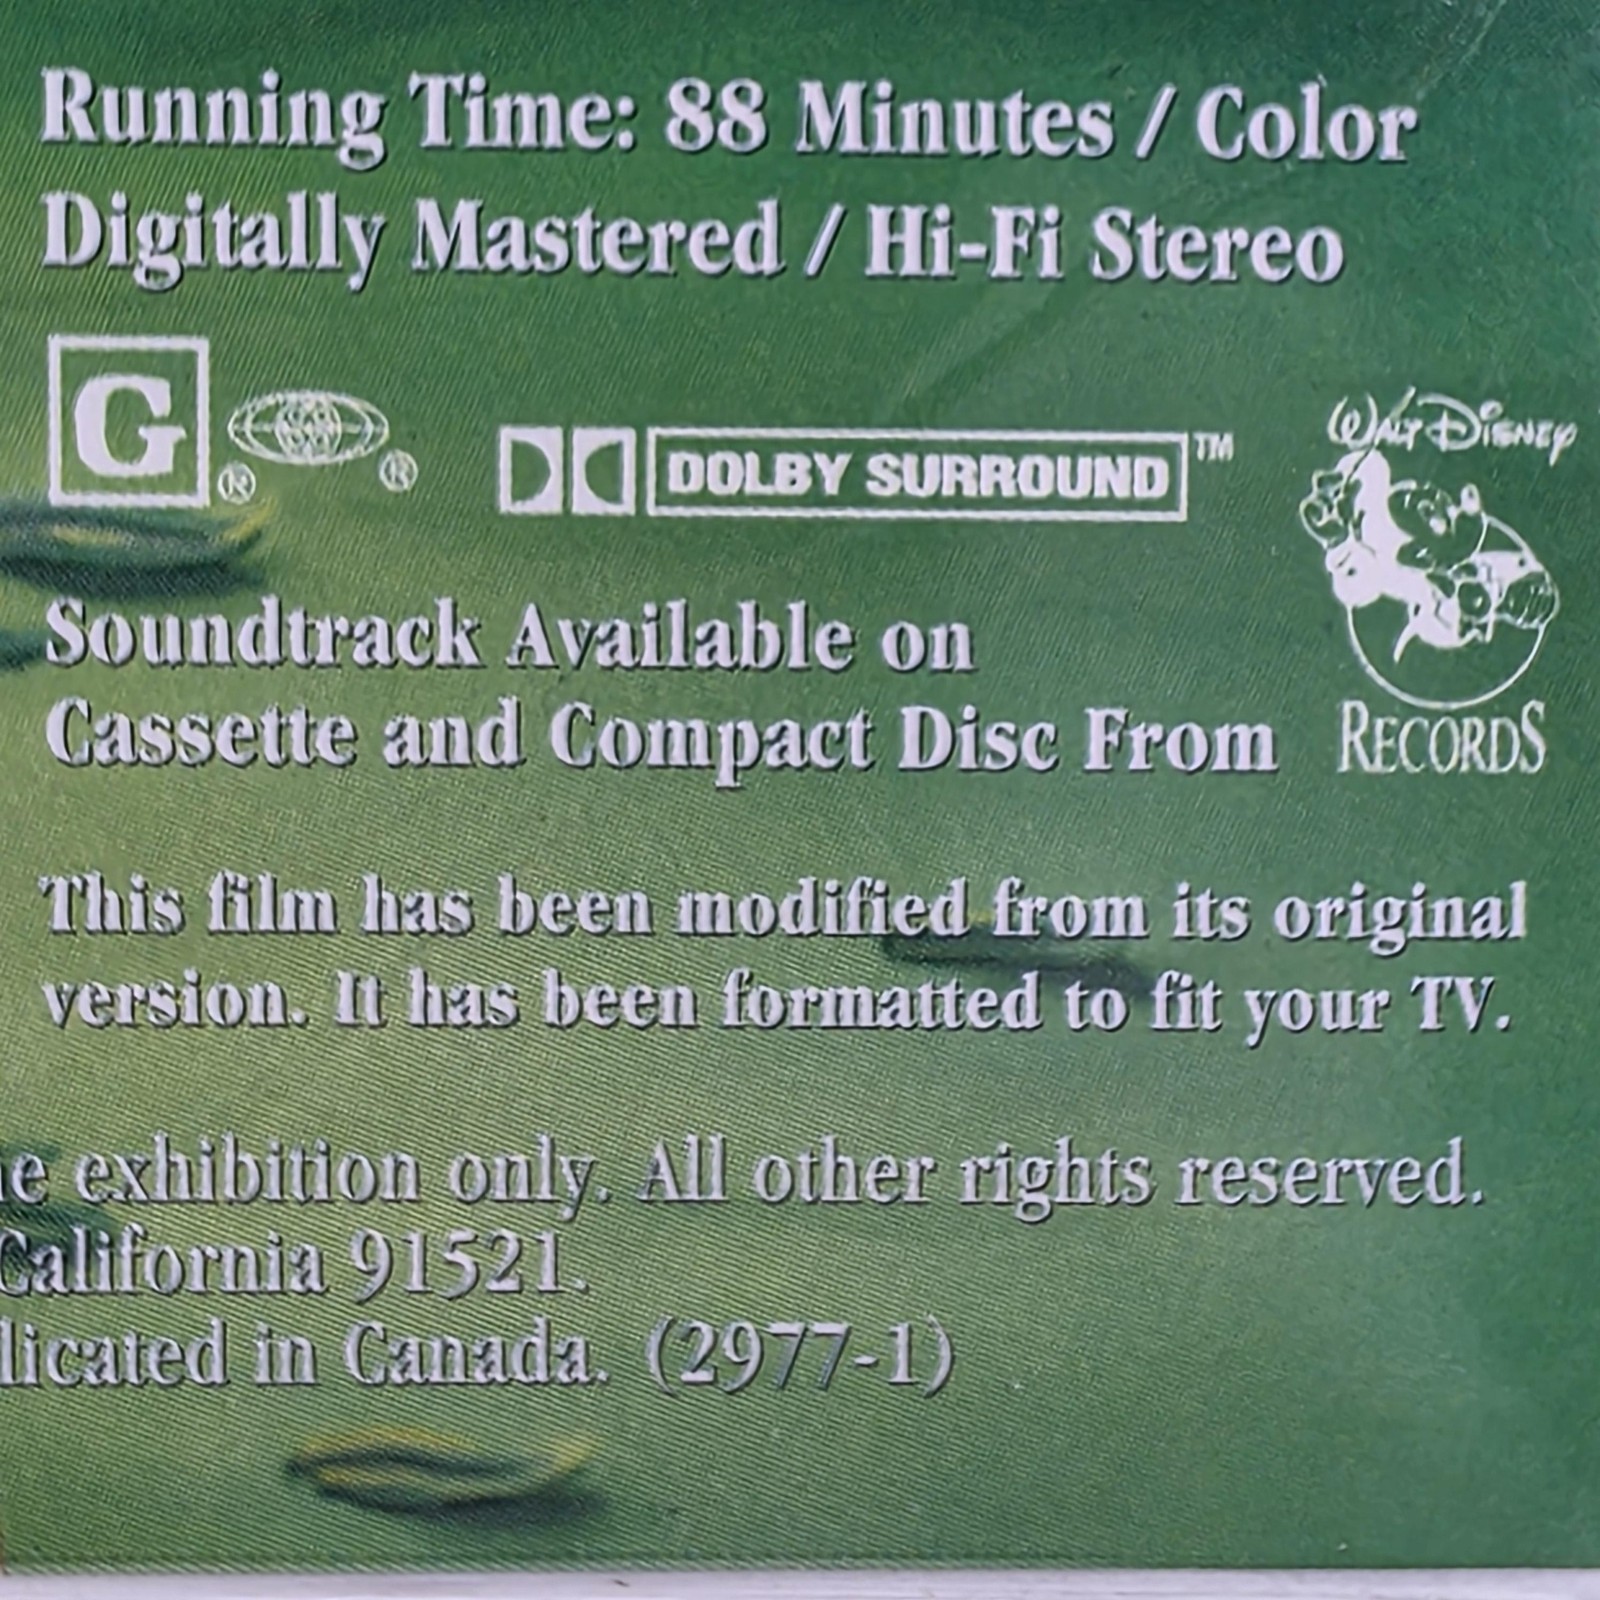 Running Time: 88 Minutes / Color
Digitally Mastered / Hi-Fi Stereo
G ® ® DOLBY SURROUND ™
WALT DISNEY
RECORDS
Soundtrack Available on
Cassette and Compact Disc From
This film has been modified from its original
version. It has been formatted to fit your TV.
e exhibition only. All other rights reserved.
California 91521.
licated in Canada. (2977-1)